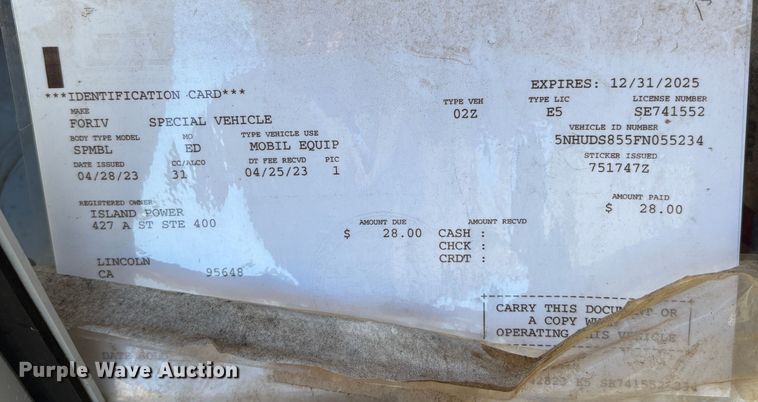 EXPIRES: 12/31/2025
***IDENTIFICATION CARD***
TYPE VEH TYPE LIC LICENSE NUMBER
02Z E5 SE741552
MAKE
FORIV SPECIAL VEHICLE
VEHICLE ID NUMBER
5NHUDS855FN055234
BODY TYPE MODEL MO TYPE VEHICLE USE
SPMBL ED MOBIL EQUIP
STICKER ISSUED
751747Z
DATE ISSUED CC/ALCO DT FEE RECVD PIC
04/28/23 31 04/25/23 1
AMOUNT PAID
$ 28.00
REGISTERED OWNER
ISLAND POWER
427 A ST STE 400
AMOUNT DUE AMOUNT RECVD
$ 28.00 CASH :
CHCK :
CRDT :
LINCOLN
CA 95648
CARRY THIS OR
A COPY
OPERATING THIS VEHICLE
Purple Wave Auction